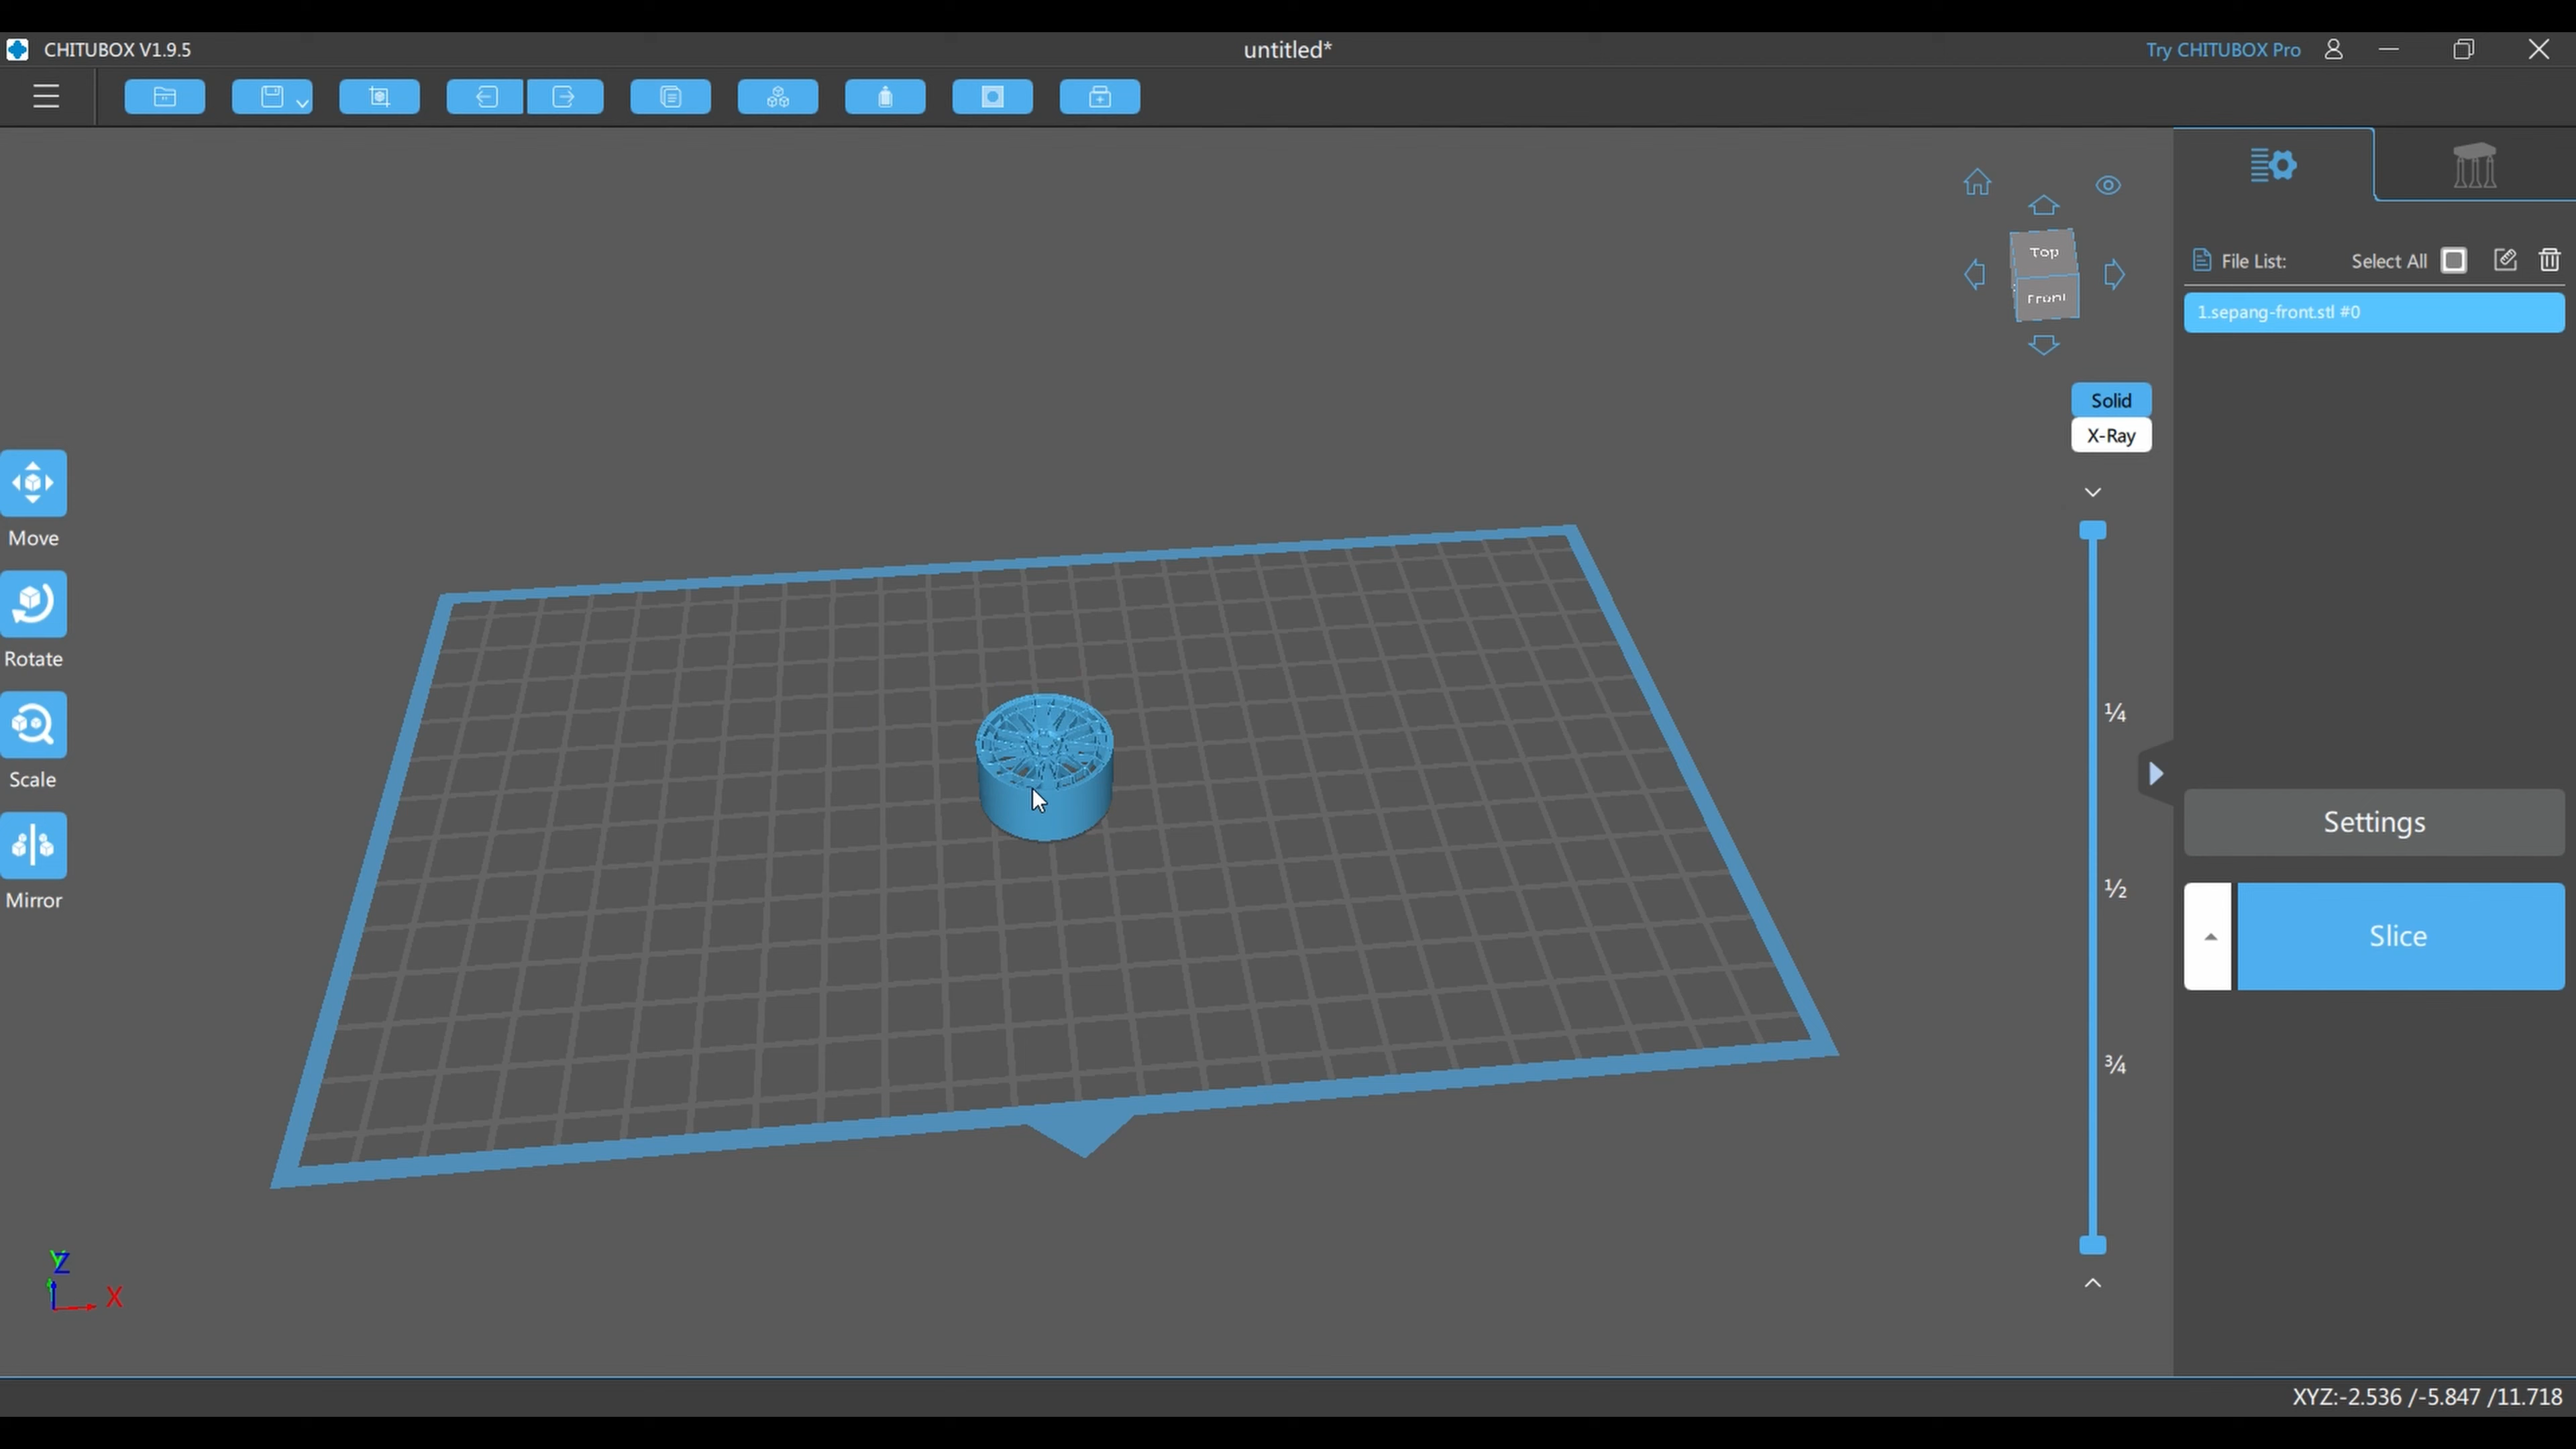 CHITUBOX V1.9.5
untitled*
Try CHITUBOX Pro
Top
Front
File List:
Select All
1.sepang-front.stl #0
Solid
X-Ray
Move
Rotate
Scale
Mirror
¼
½
¾
Settings
Slice
Y
Z
X
XYZ:-2.536 /-5.847 /11.718